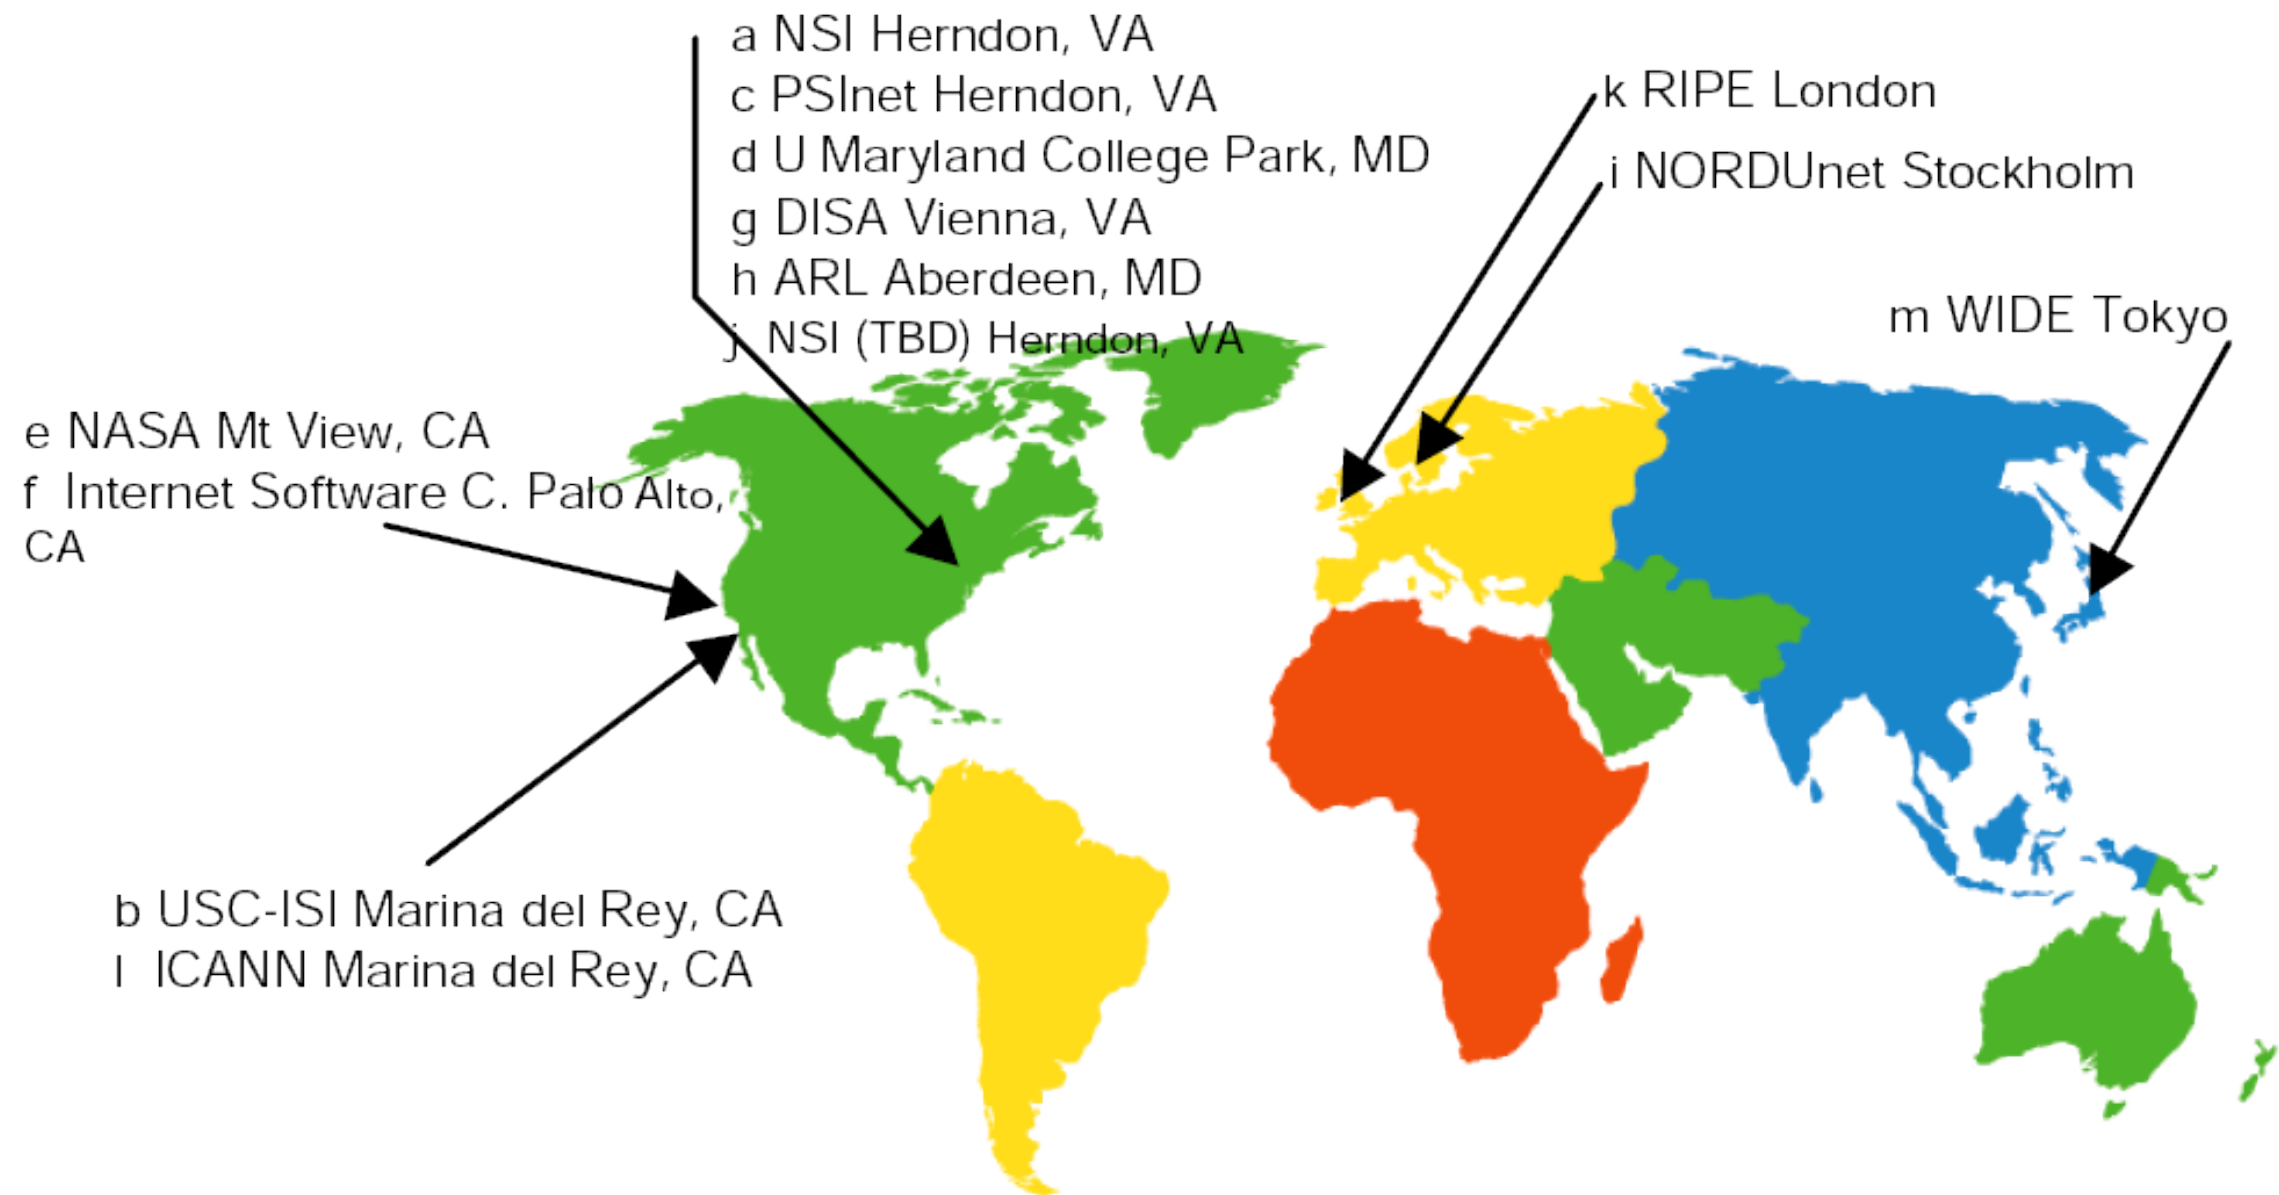 a NSI Herndon, VA
c PSInet Herndon, VA
d U Maryland College Park, MD
g DISA Vienna, VA
h ARL Aberdeen, MD
j NSI (TBD) Herndon, VA
k RIPE London
i NORDUnet Stockholm
m WIDE Tokyo
e NASA Mt View, CA
f Internet Software C. Palo Alto,
CA
b USC-ISI Marina del Rey, CA
l ICANN Marina del Rey, CA